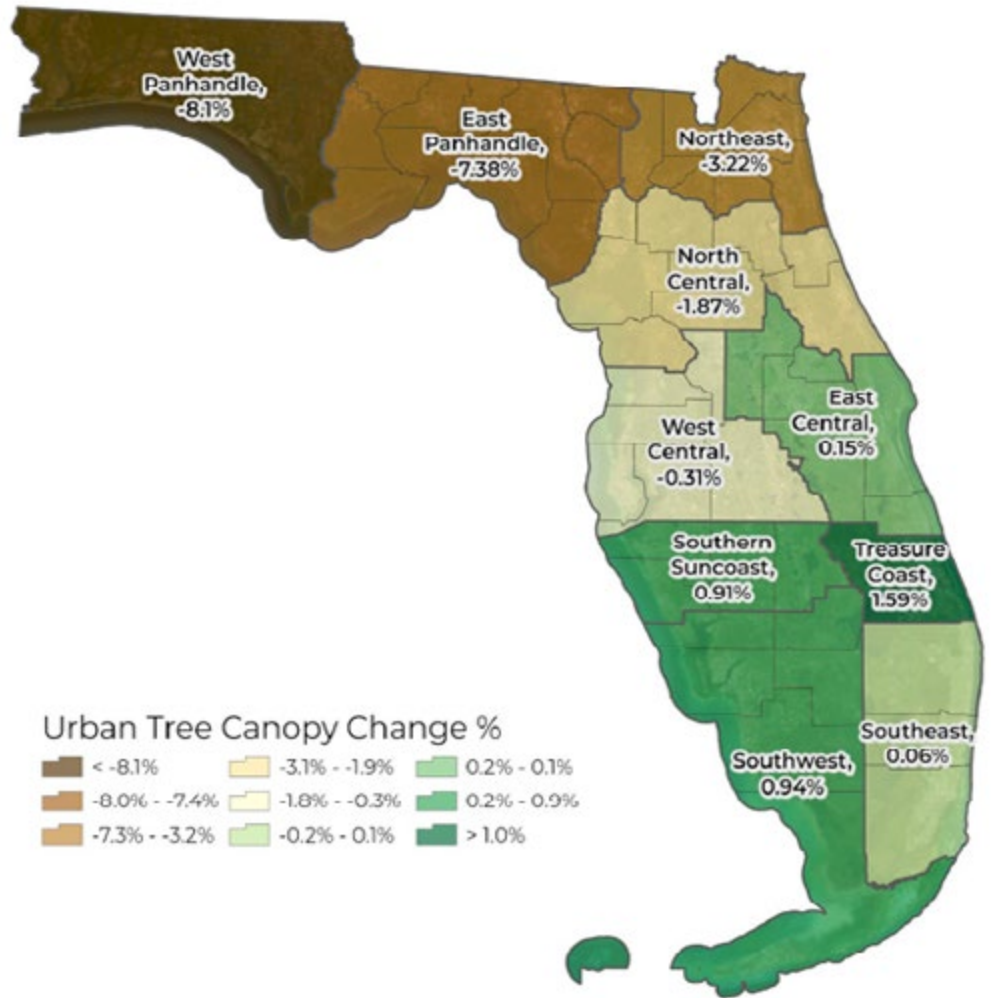 West
Panhandle,
-8.1%
East
Panhandle,
-7.38%
Northeast,
-3.22%
North
Central,
-1.87%
East
Central,
0.15%
West
Central,
-0.31%
Southern
Suncoast,
0.91%
Treasure
Coast,
1.59%
Southeast,
0.06%
Southwest,
0.94%
Urban Tree Canopy Change %
< -8.1%
-8.0% - -7.4%
-7.3% - -3.2%
-3.1% - -1.9%
-1.8% - -0.3%
-0.2% - 0.1%
0.2% - 0.1%
0.2% - 0.9%
> 1.0%